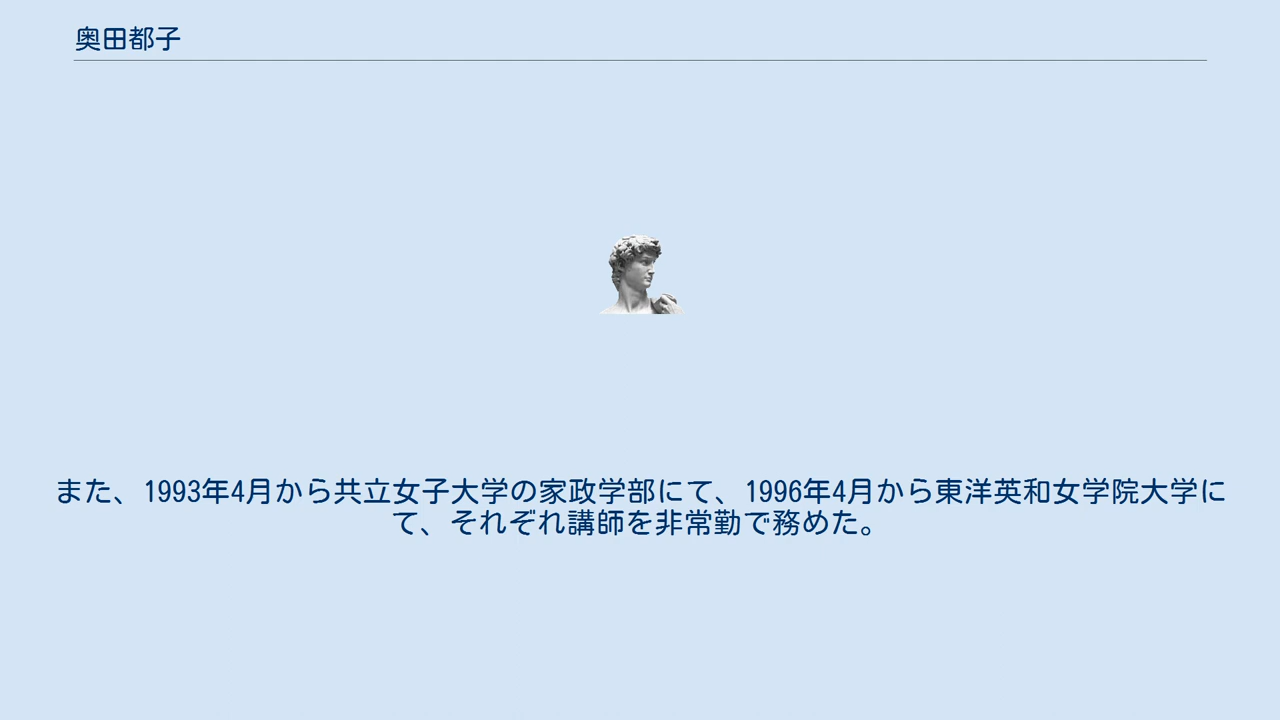 奥田都子
また、1993年4月から共立女子大学の家政学部にて、1996年4月から東洋英和女学院大学に
て、それぞれ講師を非常勤で務めた。